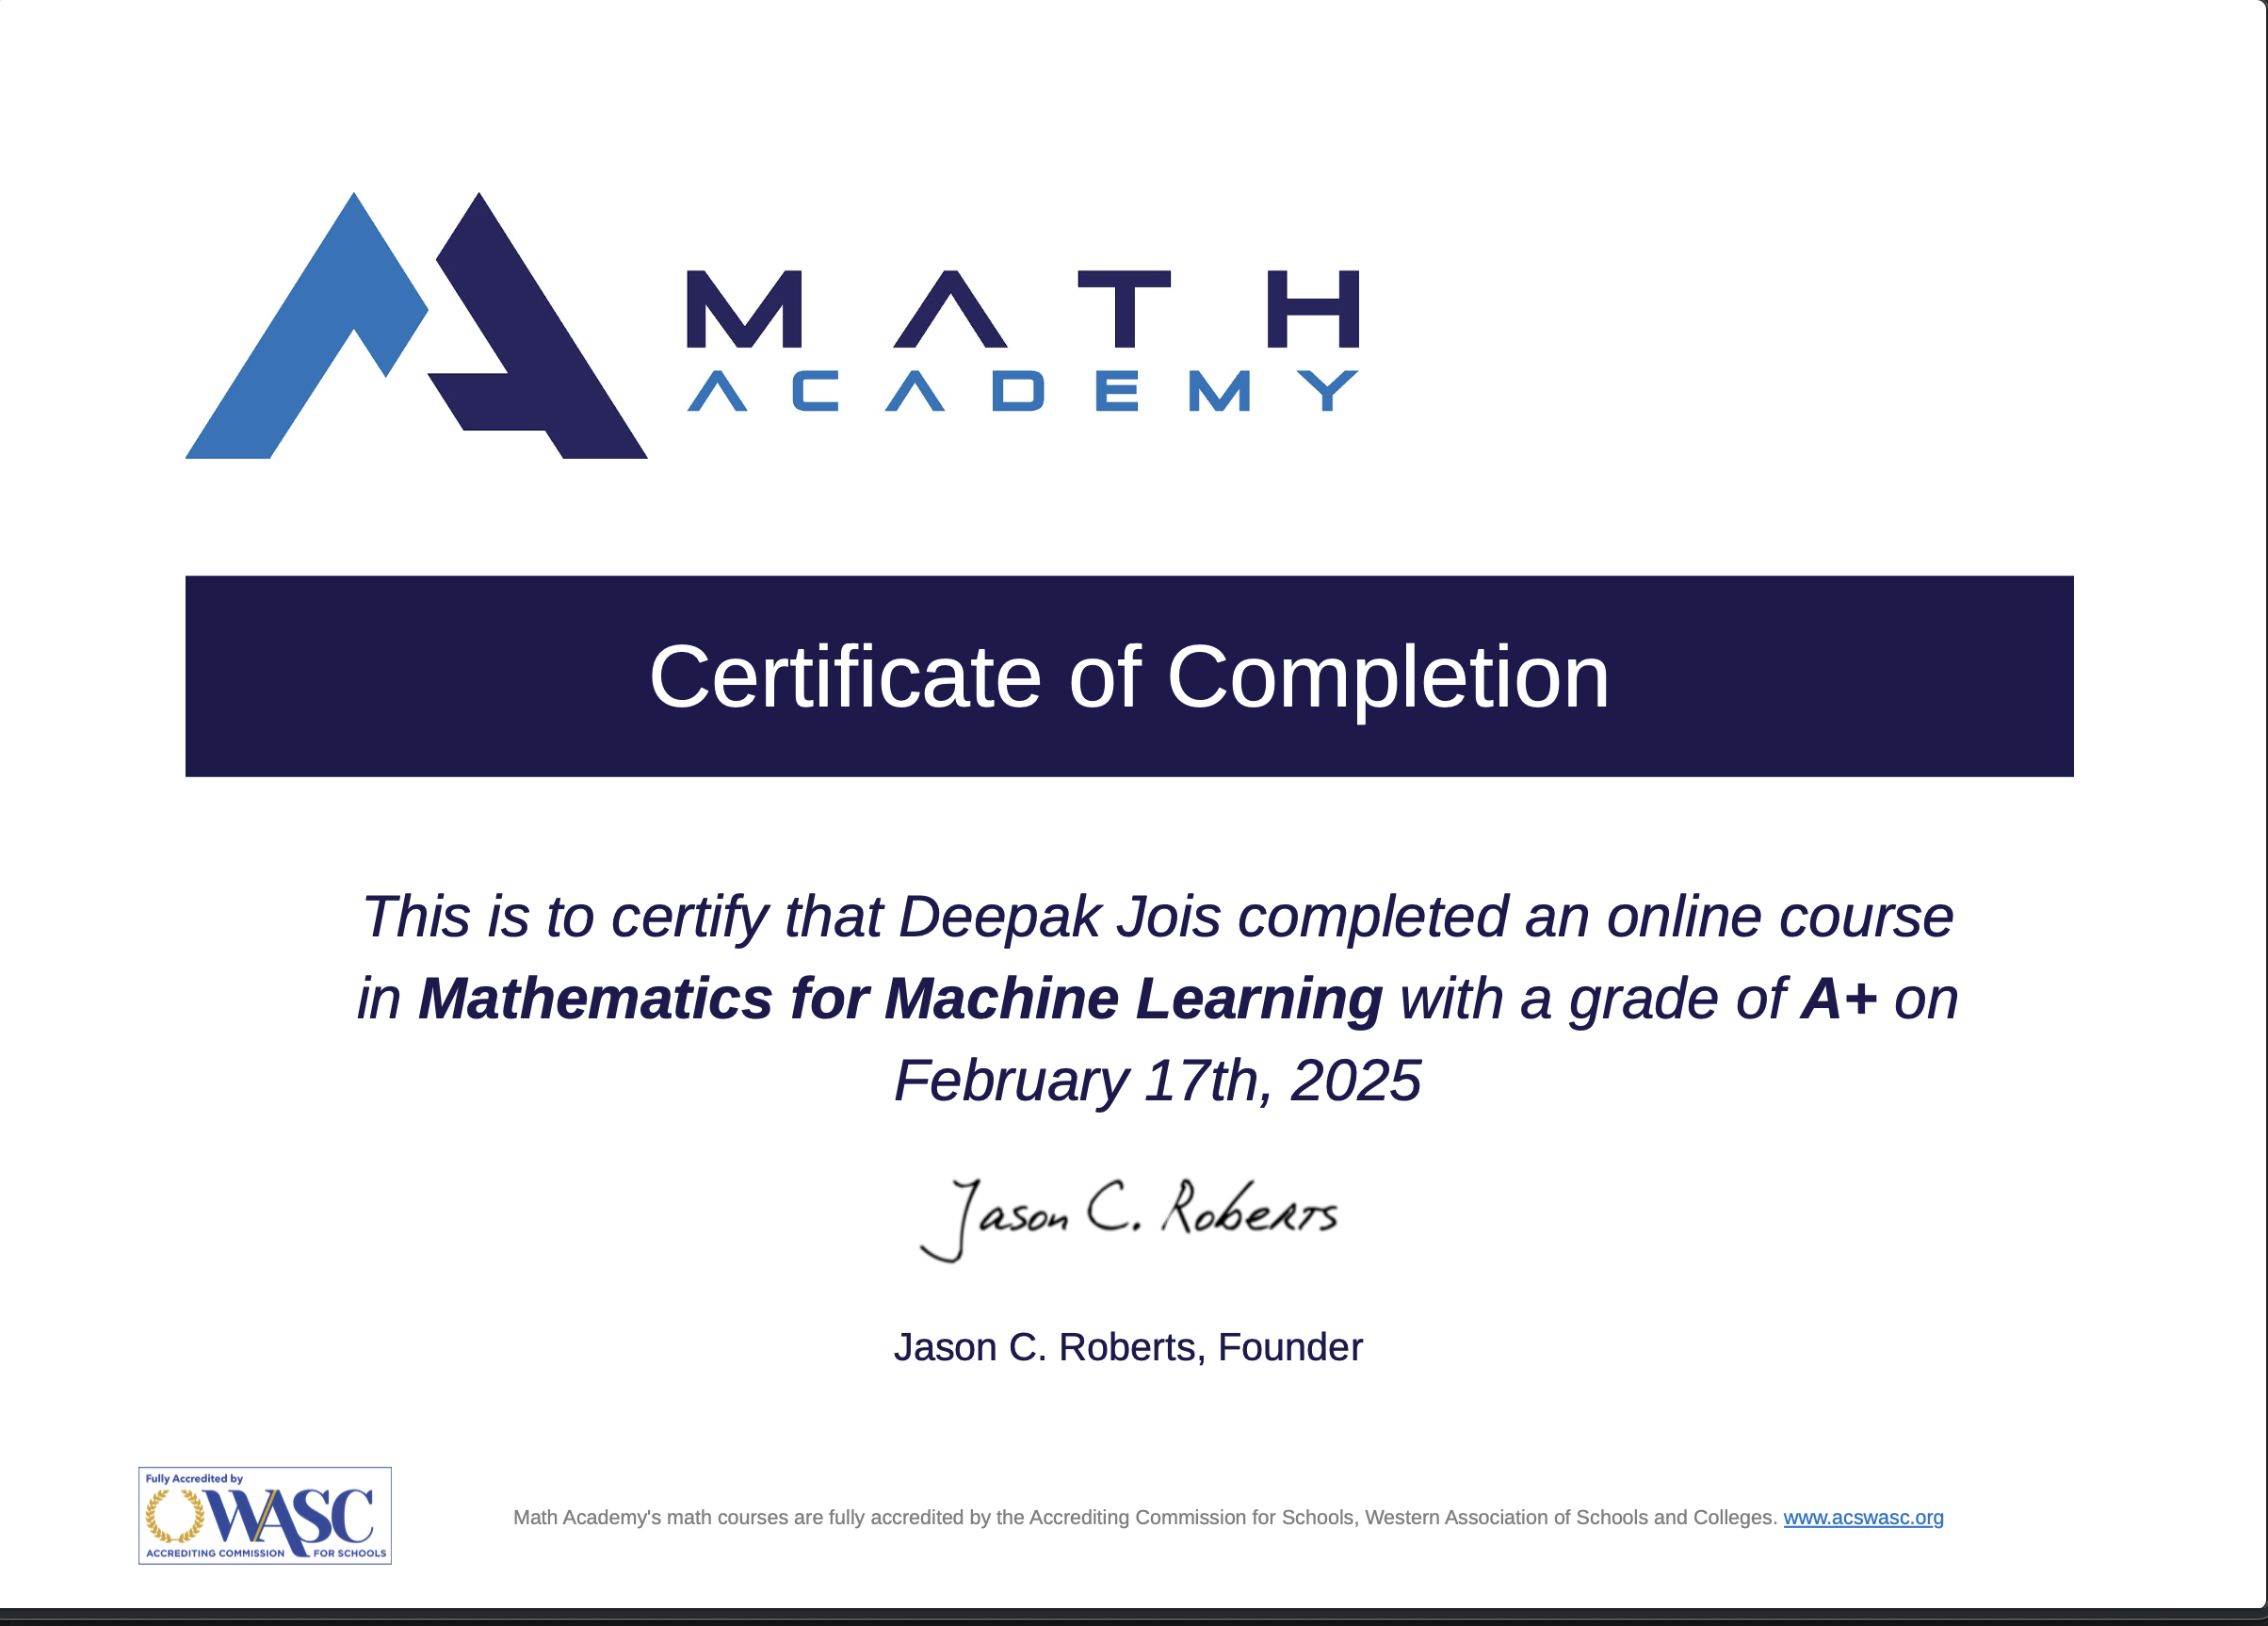 MATH
ACADEMY
Certificate of Completion
This is to certify that Deepak Jois completed an online course
in Mathematics for Machine Learning with a grade of A+ on
February 17th, 2025
Jason C. Roberts
Jason C. Roberts, Founder
Fully Accredited by
WASC
ACCREDITING COMMISSION FOR SCHOOLS
Math Academy's math courses are fully accredited by the Accrediting Commission for Schools, Western Association of Schools and Colleges. www.acswasc.org